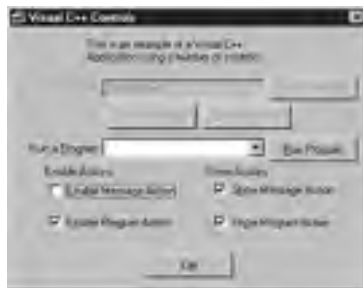 Visual C++ Controls
This is an example of a Visual C++
Application using a number of controls
Run a Program
Run Program
Enable Actions
Show Actions
Enable Message Action
Show Message Action
Enable Program Action
Show Program Action
Exit